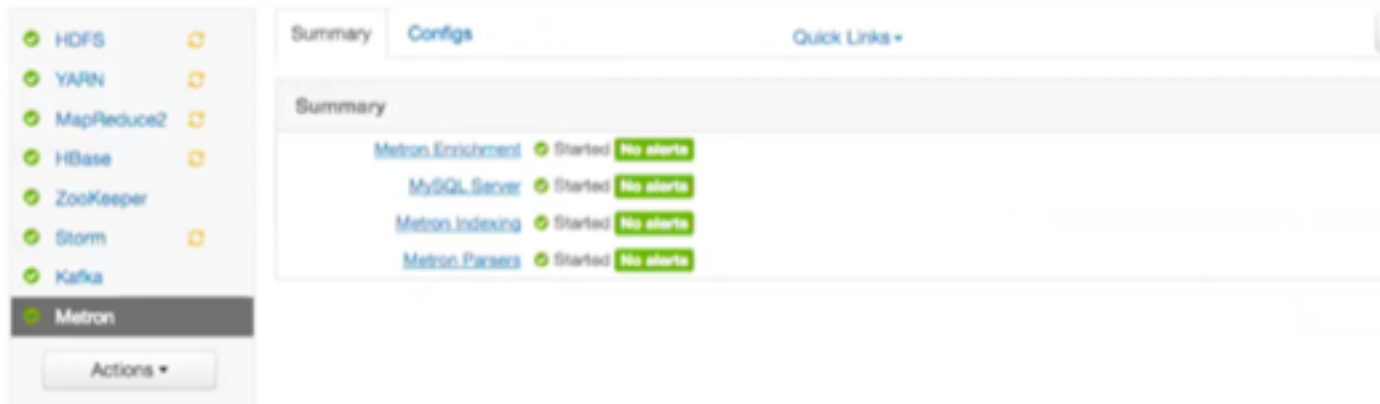 HDFS
YARN
MapReduce2
HBase
ZooKeeper
Storm
Kafka
Metron
Actions
Summary Configs Quick Links
Summary
Metron Enrichment Started No alerts
MySQL Server Started No alerts
Metron Indexing Started No alerts
Metron Parsers Started No alerts